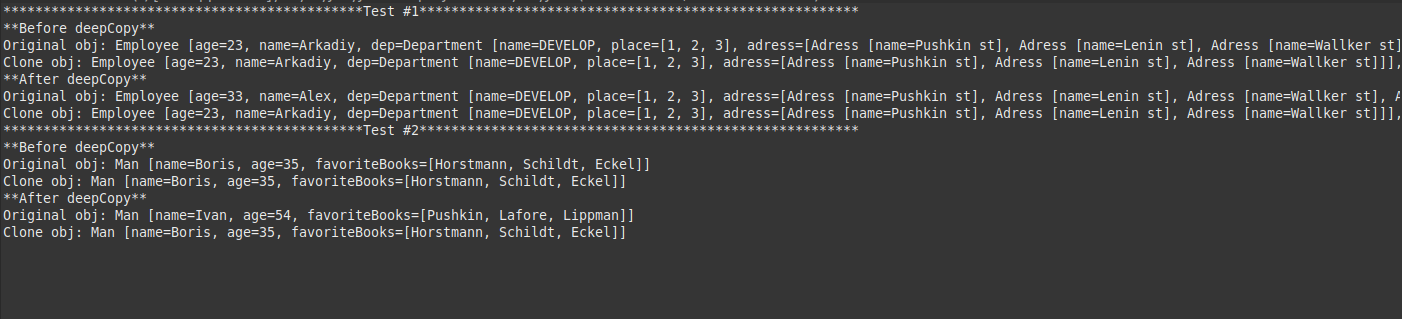 *********************************************Test #1*******************************************************
**Before deepCopy**
Original obj: Employee [age=23, name=Arkadiy, dep=Department [name=DEVELOP, place=[1, 2, 3], adress=[Adress [name=Pushkin st], Adress [name=Lenin st], Adress [name=Wallker st]
Clone obj: Employee [age=23, name=Arkadiy, dep=Department [name=DEVELOP, place=[1, 2, 3], adress=[Adress [name=Pushkin st], Adress [name=Lenin st], Adress [name=Wallker st]]],
**After deepCopy**
Original obj: Employee [age=33, name=Alex, dep=Department [name=DEVELOP, place=[1, 2, 3], adress=[Adress [name=Pushkin st], Adress [name=Lenin st], Adress [name=Wallker st], A
Clone obj: Employee [age=23, name=Arkadiy, dep=Department [name=DEVELOP, place=[1, 2, 3], adress=[Adress [name=Pushkin st], Adress [name=Lenin st], Adress [name=Wallker st]]],
*********************************************Test #2*******************************************************
**Before deepCopy**
Original obj: Man [name=Boris, age=35, favoriteBooks=[Horstmann, Schildt, Eckel]]
Clone obj: Man [name=Boris, age=35, favoriteBooks=[Horstmann, Schildt, Eckel]]
**After deepCopy**
Original obj: Man [name=Ivan, age=54, favoriteBooks=[Pushkin, Lafore, Lippman]]
Clone obj: Man [name=Boris, age=35, favoriteBooks=[Horstmann, Schildt, Eckel]]